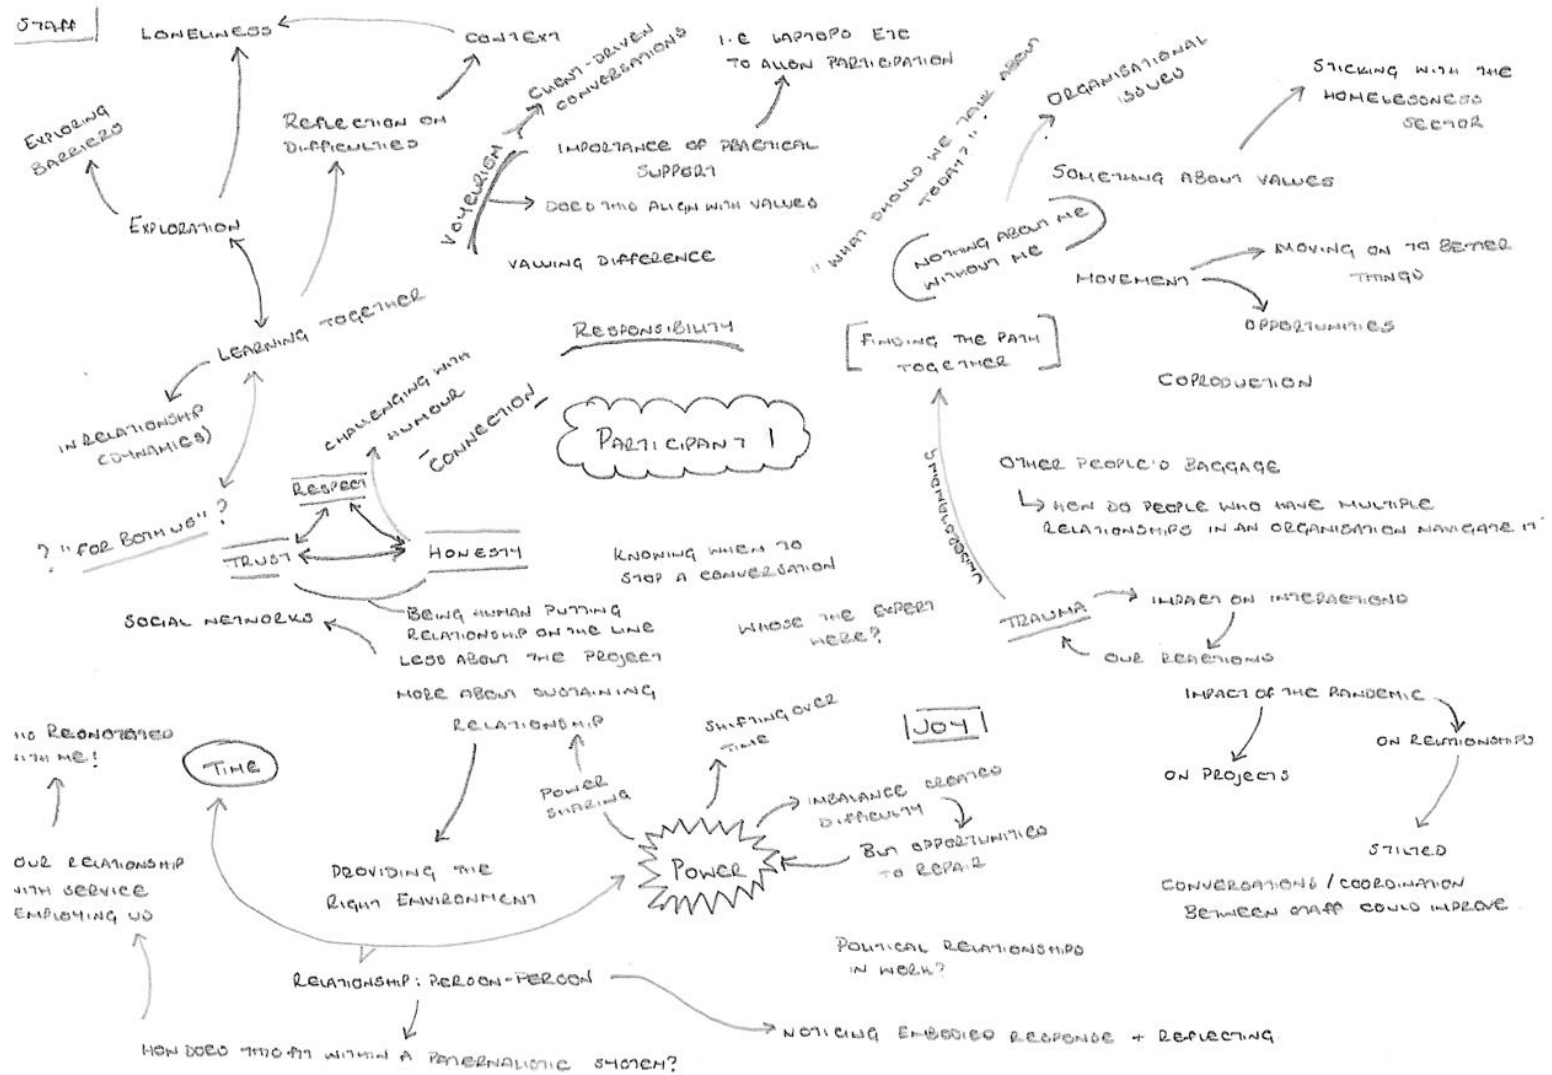 STAFF
LONELINESS
CONTEXT
EXPLORING
BARRIERS
REFLECTION ON
DIFFICULTIES
EXPLORATION
LEARNING TOGETHER
IN RELATIONSHIP
(DYNAMICS)
? "FOR BOTH US" ?
VOYEURISM
CLIENT-DRIVEN
CONVERSATIONS
I.E LAPTOPS ETC
TO ALLOW PARTICIPATION
IMPORTANCE OF PRACTICAL
SUPPORT
DOES THIS ALIGN WITH VALUES
VALUING DIFFERENCE
RESPONSIBILITY
"WHAT SHOULD WE TALK ABOUT
TODAY?"
ORGANISATIONAL
ISSUES
NOTHING ABOUT ME
WITHOUT ME
STICKING WITH THE
HOMELESSNESS
SECTOR
SOMETHING ABOUT VALUES
MOVEMENT
MOVING ON TO BETTER
THINGS
OPPORTUNITIES
[FINDING THE PATH
TOGETHER]
COPRODUCTION
CHALLENGING WITH
HUMOUR
CONNECTION
PARTICIPANT 1
RESPECT
TRUST
HONESTY
BEING HUMAN PUTTING
RELATIONSHIP ON THE LINE
LESS ABOUT THE PROJECT
MORE ABOUT SUSTAINING
RELATIONSHIP
SOCIAL NETWORKS
KNOWING WHEN TO
STOP A CONVERSATION
WHOSE THE EXPERT
HERE?
UNDERSTANDING
OTHER PEOPLE'S BAGGAGE
HOW DO PEOPLE WHO HAVE MULTIPLE
RELATIONSHIPS IN AN ORGANISATION NAVIGATE IT
TRAUMA
IMPACT ON INTERACTIONS
OUR REACTIONS
IMPACT OF THE PANDEMIC
ON RELATIONSHIPS
ON PROJECTS
STILTED
CONVERSATIONS / COORDINATION
BETWEEN STAFF COULD IMPROVE
JOY
SHIFTING OVER
TIME
POWER
SHARING
POWER
IMBALANCE CREATED
DIFFICULTY
BUT OPPORTUNITIES
TO REPAIR
TIME
PROVIDING THE
RIGHT ENVIRONMENT
WITH ME!
OUR RELATIONSHIP
WITH SERVICE
EMPLOYING US
RELATIONSHIP: PERSON-PERSON
POLITICAL RELATIONSHIPS
IN WORK?
NOTICING EMBODIED RESPONSE + REFLECTING
HOW DOES THIS FIT WITHIN A PATERNALISTIC SYSTEM?